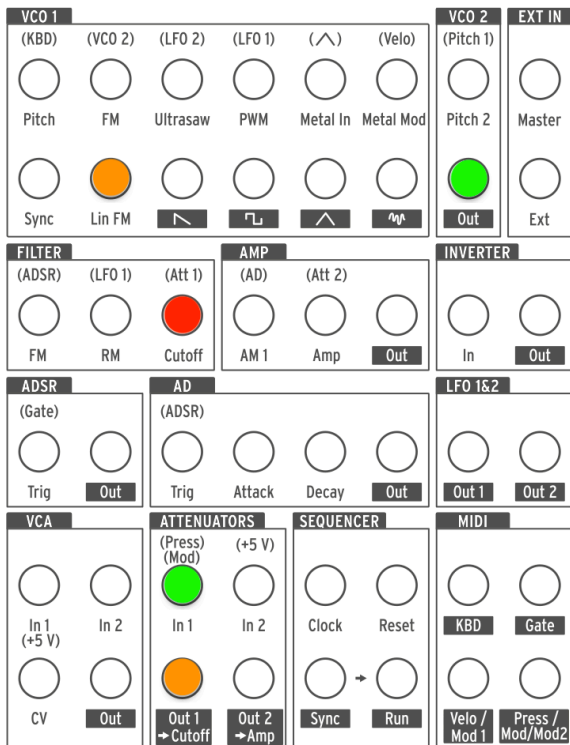 VCO 1 VCO 2 EXT IN
(KBD) (VCO 2) (LFO 2) (LFO 1) (Velo) (Pitch 1)
Pitch FM Ultrasaw PWM Metal In Metal Mod Pitch 2 Master
Sync Lin FM Out Ext
FILTER AMP INVERTER
(ADSR) (LFO 1) (Att 1) (AD) (Att 2)
FM RM Cutoff AM 1 Amp Out In Out
ADSR AD LFO 1&2
(Gate) (ADSR)
Trig Out Trig Attack Decay Out Out 1 Out 2
VCA ATTENUATORS SEQUENCER MIDI
(Press) (+5 V)
(Mod)
In 1 In 2 In 1 In 2 Clock Reset KBD Gate
(+5 V)
CV Out Out 1 Out 2 Sync Run Velo / Press /
➔Cutoff ➔Amp Mod 1 Mod/Mod2